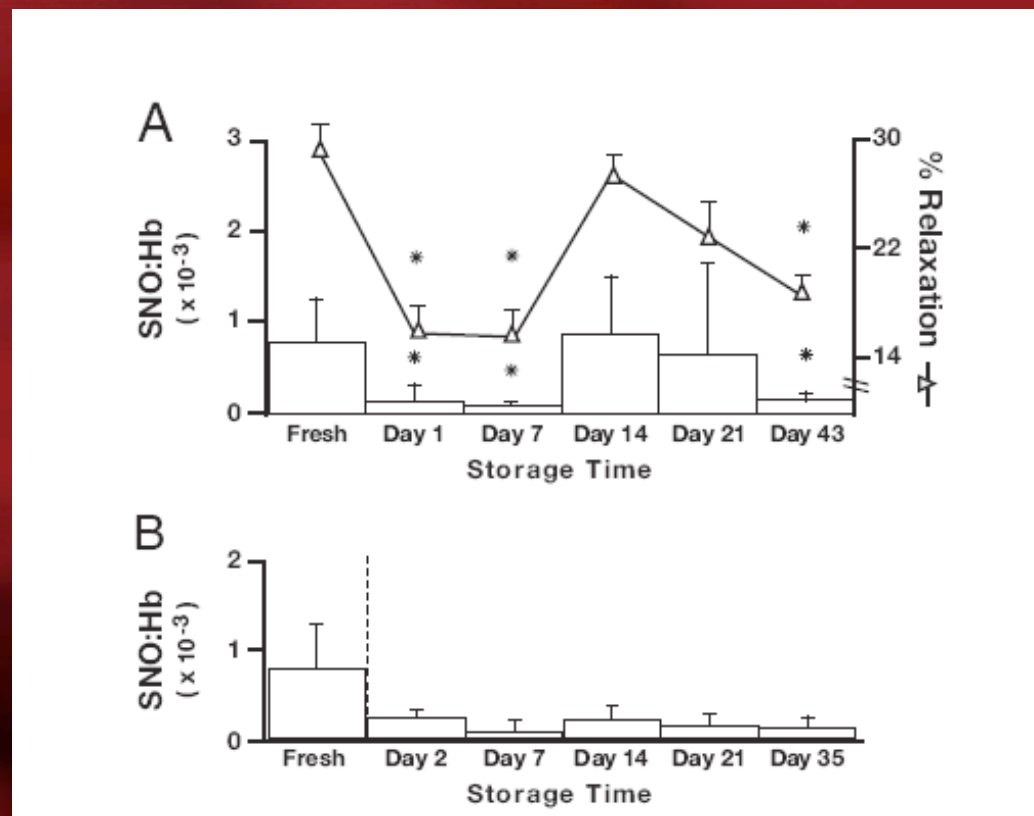 A
3
2
1
0
SNO:Hb
( x 10-3)
30
22
14
% Relaxation
* *
* *
*
*
Fresh Day 1 Day 7 Day 14 Day 21 Day 43
Storage Time
B
2
1
0
SNO:Hb
( x 10-3)
Fresh Day 2 Day 7 Day 14 Day 21 Day 35
Storage Time